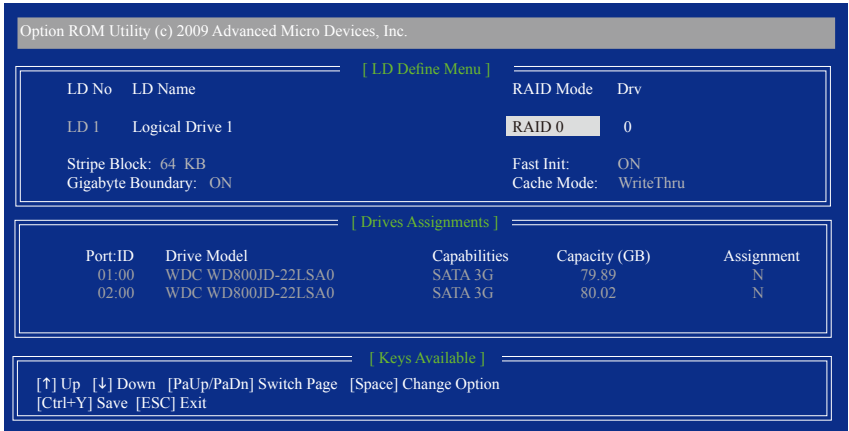 Option ROM Utility (c) 2009 Advanced Micro Devices, Inc.
[ LD Define Menu ]
LD No LD Name RAID Mode Drv
LD 1 Logical Drive 1 RAID 0 0
Stripe Block: 64 KB Fast Init: ON
Gigabyte Boundary: ON Cache Mode: WriteThru
[ Drives Assignments ]
Port:ID Drive Model Capabilities Capacity (GB) Assignment
01:00 WDC WD800JD-22LSA0 SATA 3G 79.89 N
02:00 WDC WD800JD-22LSA0 SATA 3G 80.02 N
[ Keys Available ]
[↑] Up [↓] Down [PaUp/PaDn] Switch Page [Space] Change Option
[Ctrl+Y] Save [ESC] Exit